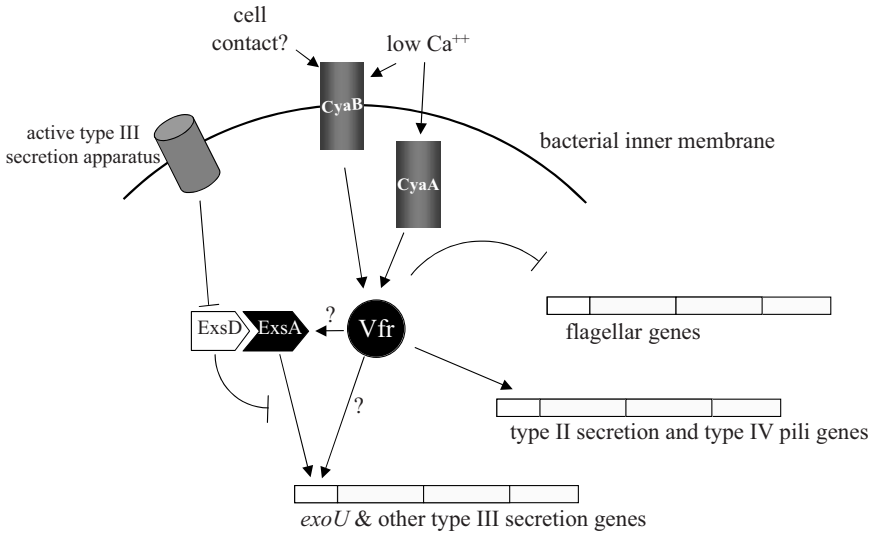 cell
contact?
low Ca++
CyaB
active type III
secretion apparatus
bacterial inner membrane
CyaA
ExsD
ExsA
?
Vfr
flagellar genes
?
type II secretion and type IV pili genes
exoU & other type III secretion genes